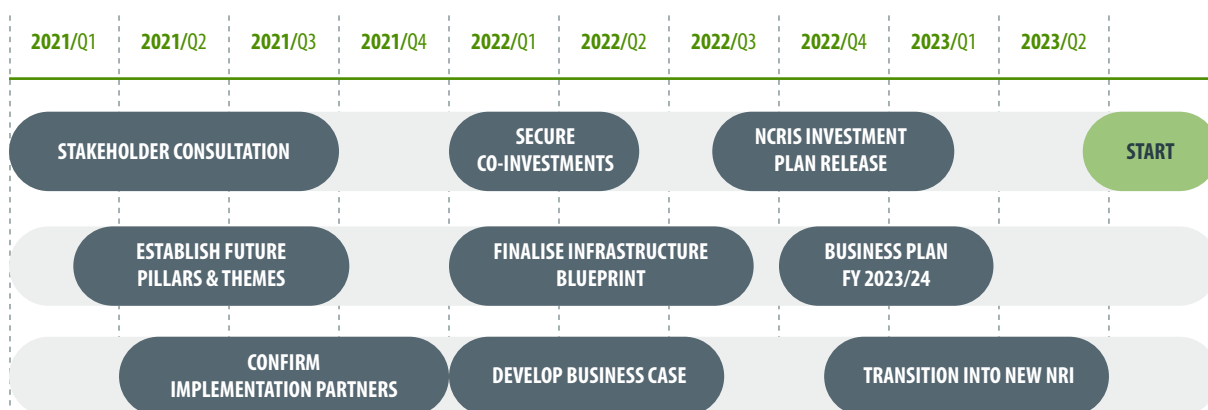 2021/Q1 2021/Q2 2021/Q3 2021/Q4 2022/Q1 2022/Q2 2022/Q3 2022/Q4 2023/Q1 2023/Q2
STAKEHOLDER CONSULTATION
SECURE
CO-INVESTMENTS
NCRIS INVESTMENT
PLAN RELEASE
START
ESTABLISH FUTURE
PILLARS & THEMES
FINALISE INFRASTRUCTURE
BLUEPRINT
BUSINESS PLAN
FY 2023/24
CONFIRM
IMPLEMENTATION PARTNERS
DEVELOP BUSINESS CASE
TRANSITION INTO NEW NRI